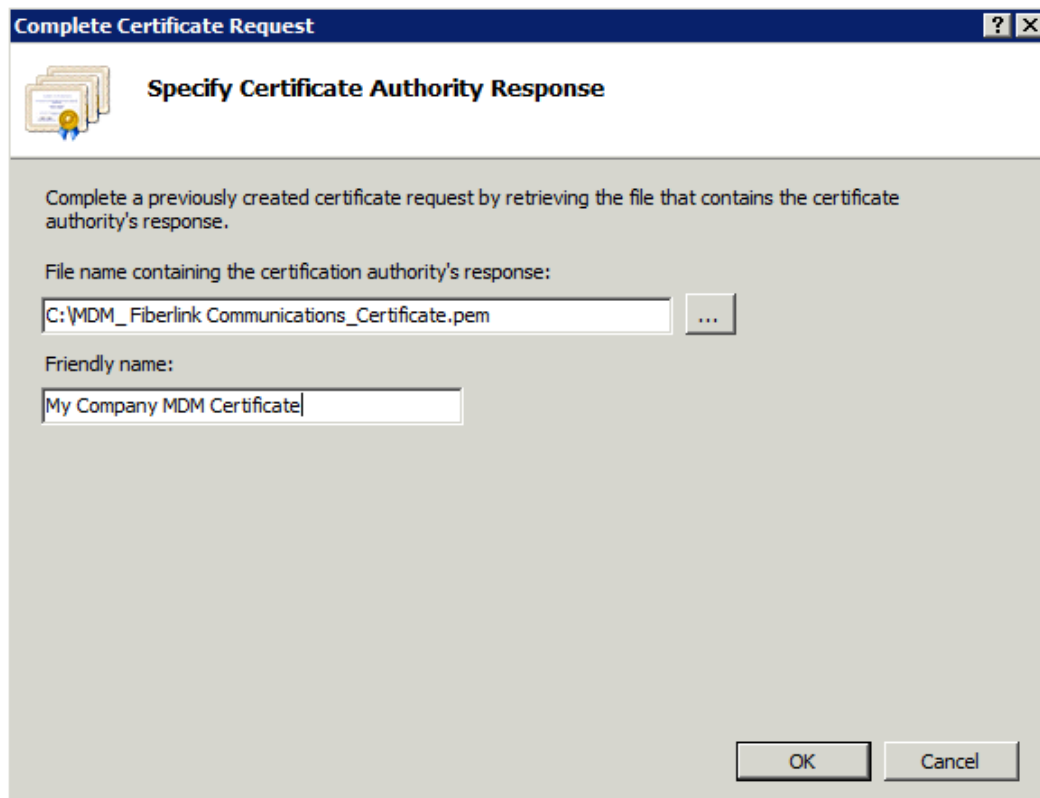 Complete Certificate Request
Specify Certificate Authority Response
Complete a previously created certificate request by retrieving the file that contains the certificate
authority's response.
File name containing the certification authority's response:
C:\MDM_ Fiberlink Communications_Certificate.pem
...
Friendly name:
My Company MDM Certificate
OK
Cancel